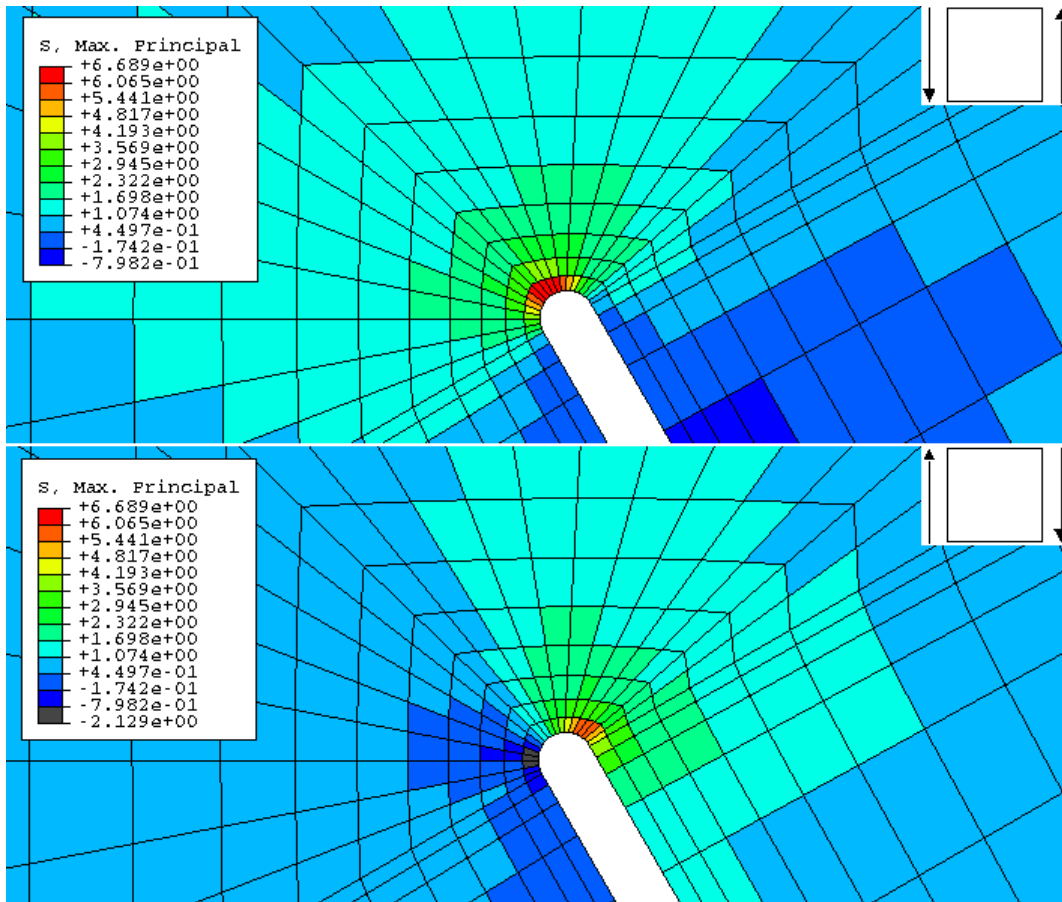 S, Max. Principal
+6.689e+00
+6.065e+00
+5.441e+00
+4.817e+00
+4.193e+00
+3.569e+00
+2.945e+00
+2.322e+00
+1.698e+00
+1.074e+00
+4.497e-01
-1.742e-01
-7.982e-01
S, Max. Principal
+6.689e+00
+6.065e+00
+5.441e+00
+4.817e+00
+4.193e+00
+3.569e+00
+2.945e+00
+2.322e+00
+1.698e+00
+1.074e+00
+4.497e-01
-1.742e-01
-7.982e-01
-2.129e+00